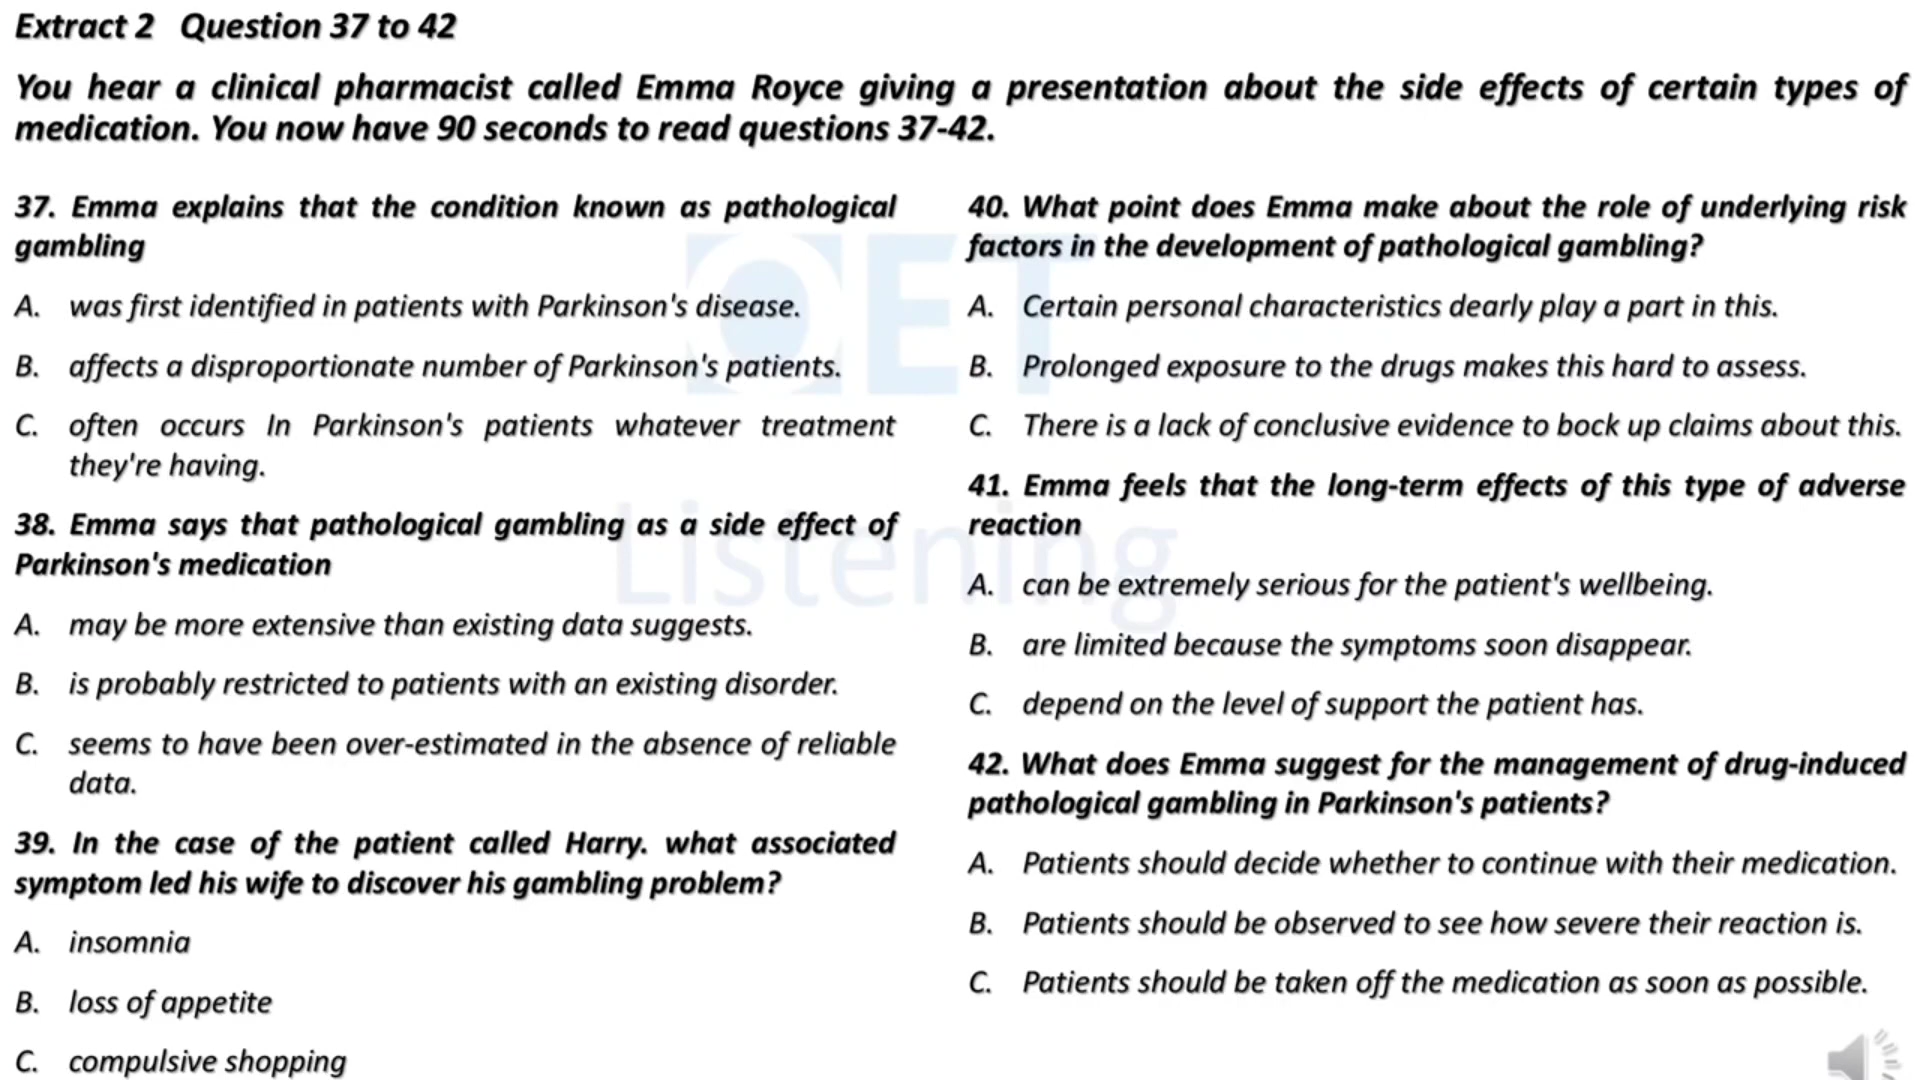 Extract 2 Question 37 to 42
You hear a clinical pharmacist called Emma Royce giving a presentation about the side effects of certain types of
medication. You now have 90 seconds to read questions 37-42.
37. Emma explains that the condition known as pathological
gambling
A. was first identified in patients with Parkinson's disease.
B. affects a disproportionate number of Parkinson's patients.
C. often occurs In Parkinson's patients whatever treatment
they're having.
38. Emma says that pathological gambling as a side effect of
Parkinson's medication
A. may be more extensive than existing data suggests.
B. is probably restricted to patients with an existing disorder.
C. seems to have been over-estimated in the absence of reliable
data.
39. In the case of the patient called Harry. what associated
symptom led his wife to discover his gambling problem?
A. insomnia
B. loss of appetite
C. compulsive shopping
40. What point does Emma make about the role of underlying risk
factors in the development of pathological gambling?
A. Certain personal characteristics dearly play a part in this.
B. Prolonged exposure to the drugs makes this hard to assess.
C. There is a lack of conclusive evidence to bock up claims about this.
41. Emma feels that the long-term effects of this type of adverse
reaction
A. can be extremely serious for the patient's wellbeing.
B. are limited because the symptoms soon disappear.
C. depend on the level of support the patient has.
42. What does Emma suggest for the management of drug-induced
pathological gambling in Parkinson's patients?
A. Patients should decide whether to continue with their medication.
B. Patients should be observed to see how severe their reaction is.
C. Patients should be taken off the medication as soon as possible.
OET
Listening